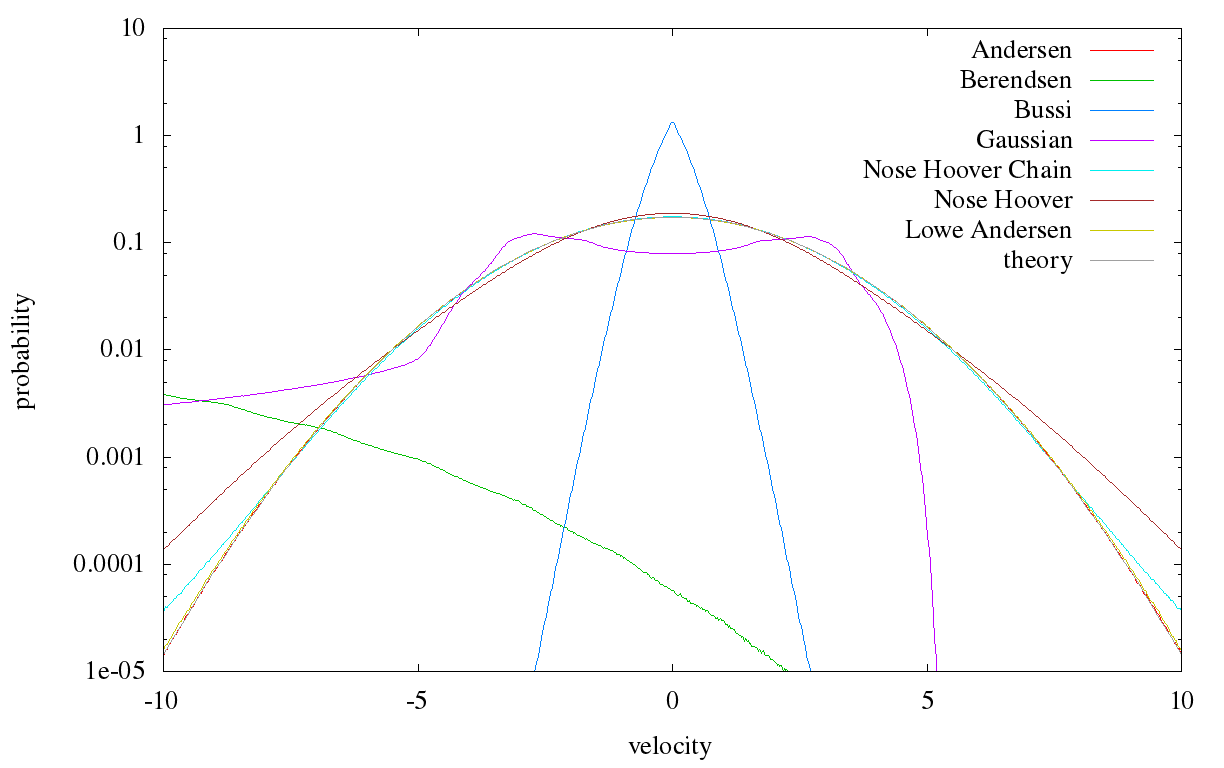 10
1
0.1
0.01
0.001
0.0001
1e-05
-10
-5
0
5
10
probability
velocity
Andersen
Berendsen
Bussi
Gaussian
Nose Hoover Chain
Nose Hoover
Lowe Andersen
theory